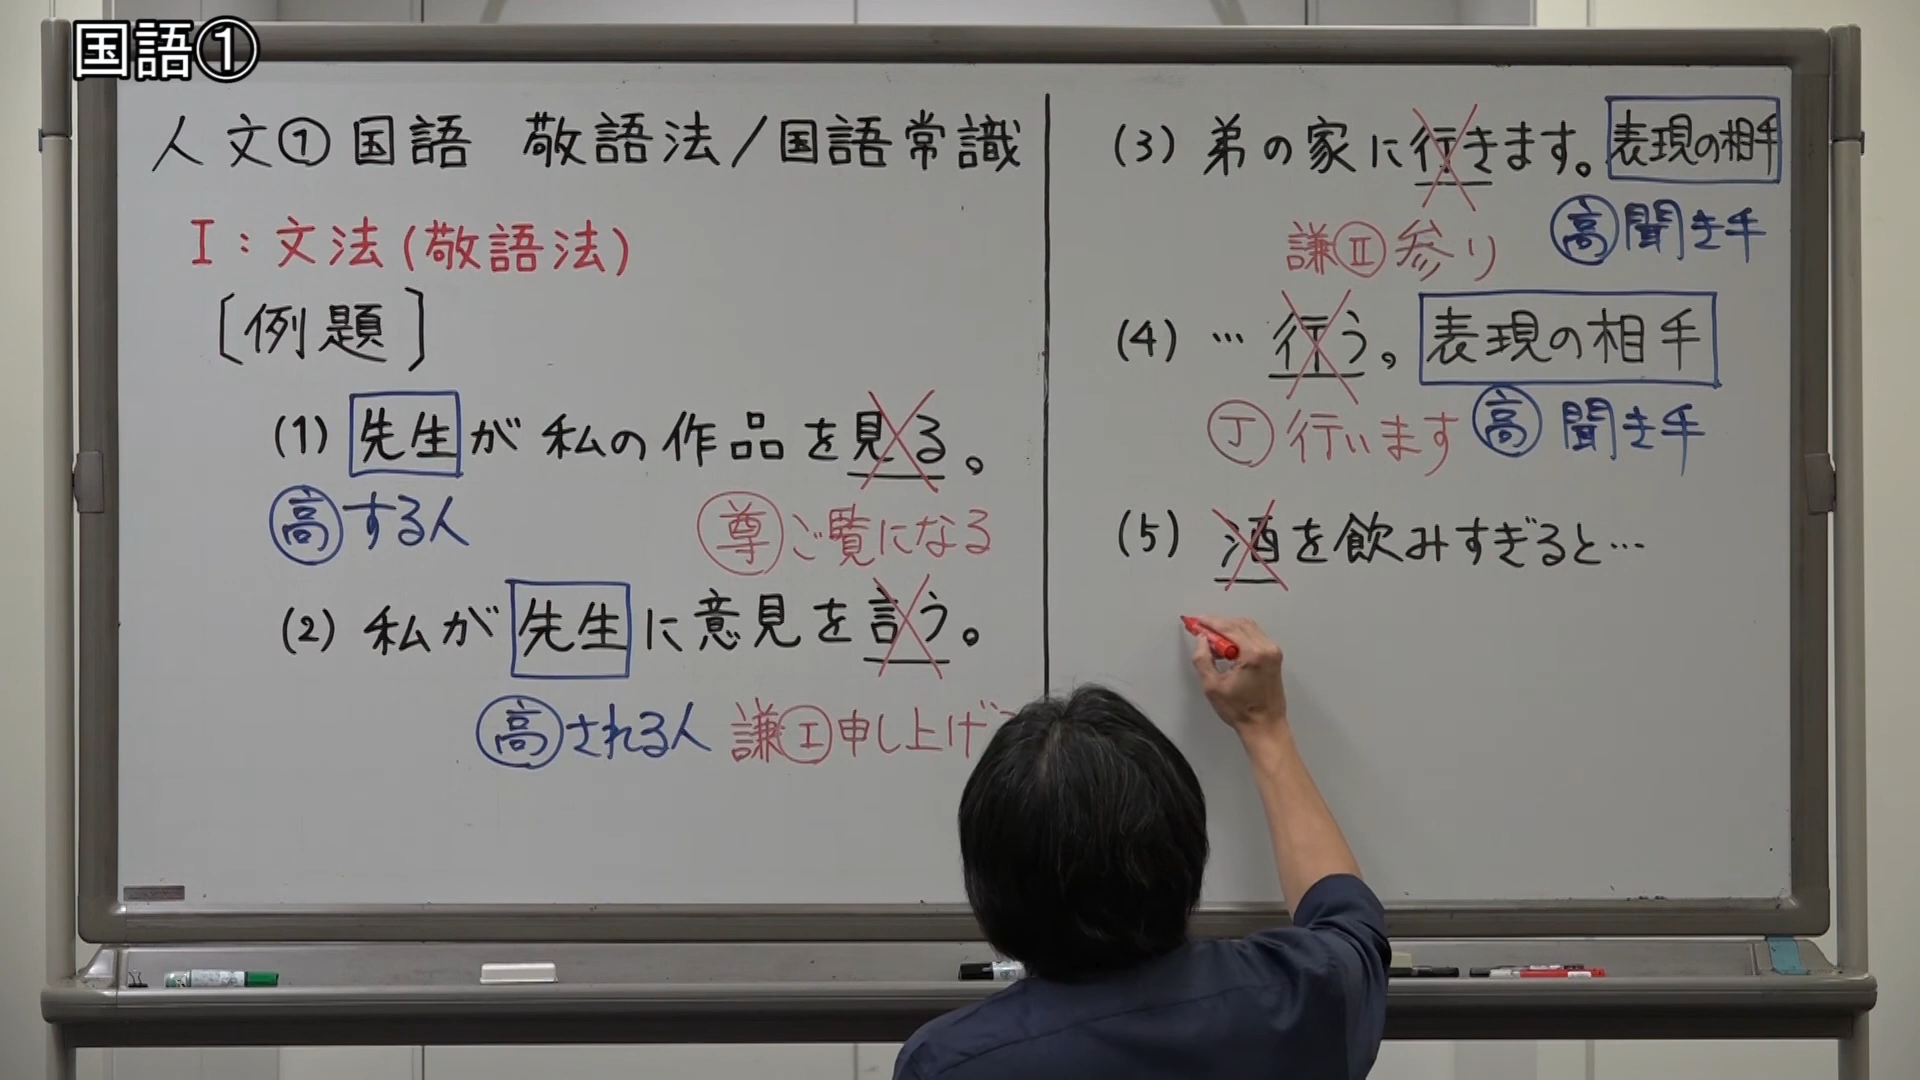 国語①
人文①国語 敬語法/国語常識
Ⅰ:文法(敬語法)
[例題]
(1) 先生が私の作品を見る。
高 する人 尊 ご覧になる
(2) 私が先生に意見を言う。
高 される人 謙Ⅰ 申し上げ
(3) 弟の家に行きます。 表現の相手
謙Ⅱ 参り 高 聞き手
(4) … 行う。 表現の相手
丁 行います 高 聞き手
(5) 酒を飲みすぎると…